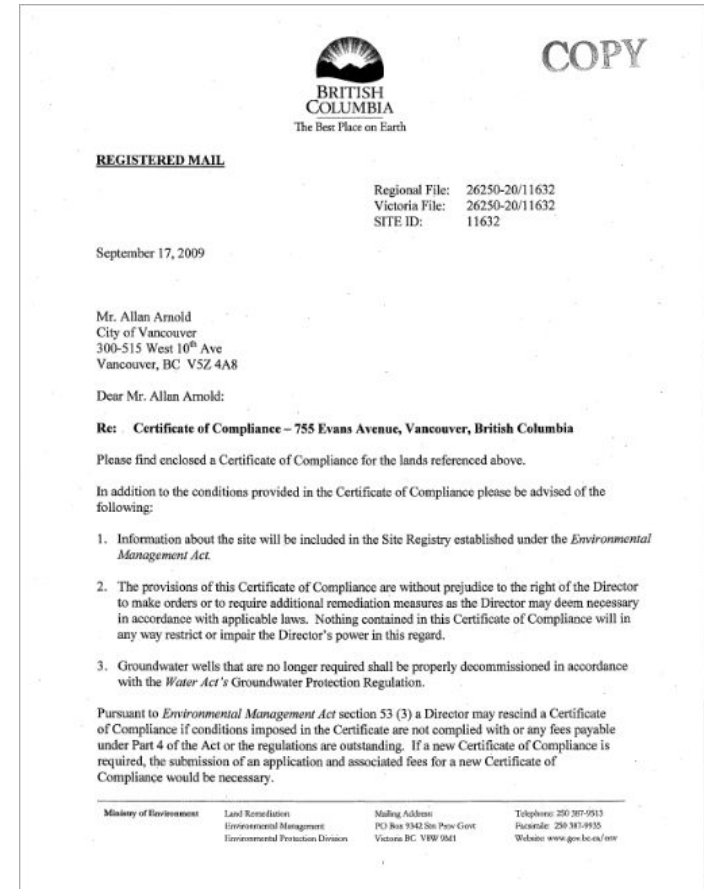 COPY
BRITISH
COLUMBIA
The Best Place on Earth
REGISTERED MAIL
Regional File: 26250-20/11632
Victoria File: 26250-20/11632
SITE ID: 11632
September 17, 2009
Mr. Allan Arnold
City of Vancouver
300-515 West 10th Ave
Vancouver, BC V5Z 4A8
Dear Mr. Allan Arnold:
Re: Certificate of Compliance – 755 Evans Avenue, Vancouver, British Columbia
Please find enclosed a Certificate of Compliance for the lands referenced above.
In addition to the conditions provided in the Certificate of Compliance please be advised of the
following:
1. Information about the site will be included in the Site Registry established under the Environmental
Management Act.
2. The provisions of this Certificate of Compliance are without prejudice to the right of the Director
to make orders or to require additional remediation measures as the Director may deem necessary
in accordance with applicable laws. Nothing contained in this Certificate of Compliance will in
any way restrict or impair the Director's power in this regard.
3. Groundwater wells that are no longer required shall be properly decommissioned in accordance
with the Water Act's Groundwater Protection Regulation.
Pursuant to Environmental Management Act section 53 (3) a Director may rescind a Certificate
of Compliance if conditions imposed in the Certificate are not complied with or any fees payable
under Part 4 of the Act or the regulations are outstanding. If a new Certificate of Compliance is
required, the submission of an application and associated fees for a new Certificate of
Compliance would be necessary.
Ministry of Environment
Land Remediation
Environmental Management
Environmental Protection Division
Mailing Address:
PO Box 9342 Stn Prov Govt
Victoria BC V8W 9M1
Telephone: 250 387-9513
Facsimile: 250 387-9935
Website: www.gov.bc.ca/env